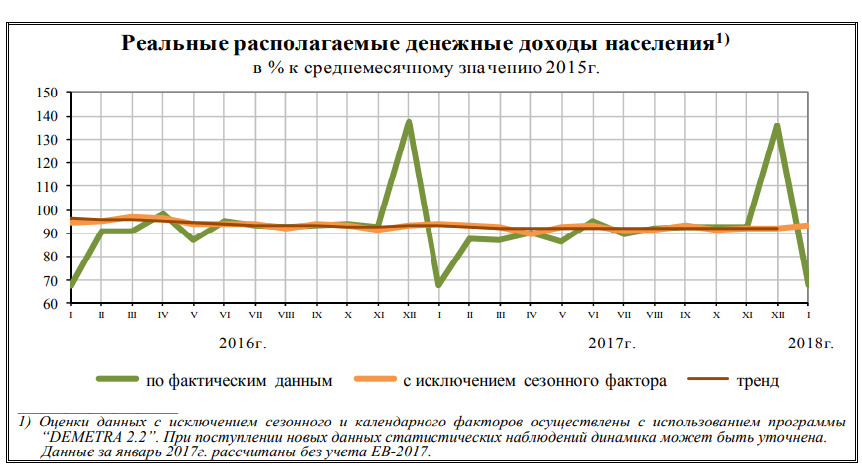 Реальные располагаемые денежные доходы населения1)
в % к среднемесячному значению 2015г.
150
140
130
120
110
100
90
80
70
60
I II III IV V VI VII VIII IX X XI XII I II III IV V VI VII VIII IX X XI XII I
2016г. 2017г. 2018г.
по фактическим данным с исключением сезонного фактора тренд
1) Оценки данных с исключением сезонного и календарного факторов осуществлены с использованием программы
“DEMETRA 2.2”. При поступлении новых данных статистических наблюдений динамика может быть уточнена.
Данные за январь 2017г. рассчитаны без учета ЕВ-2017.